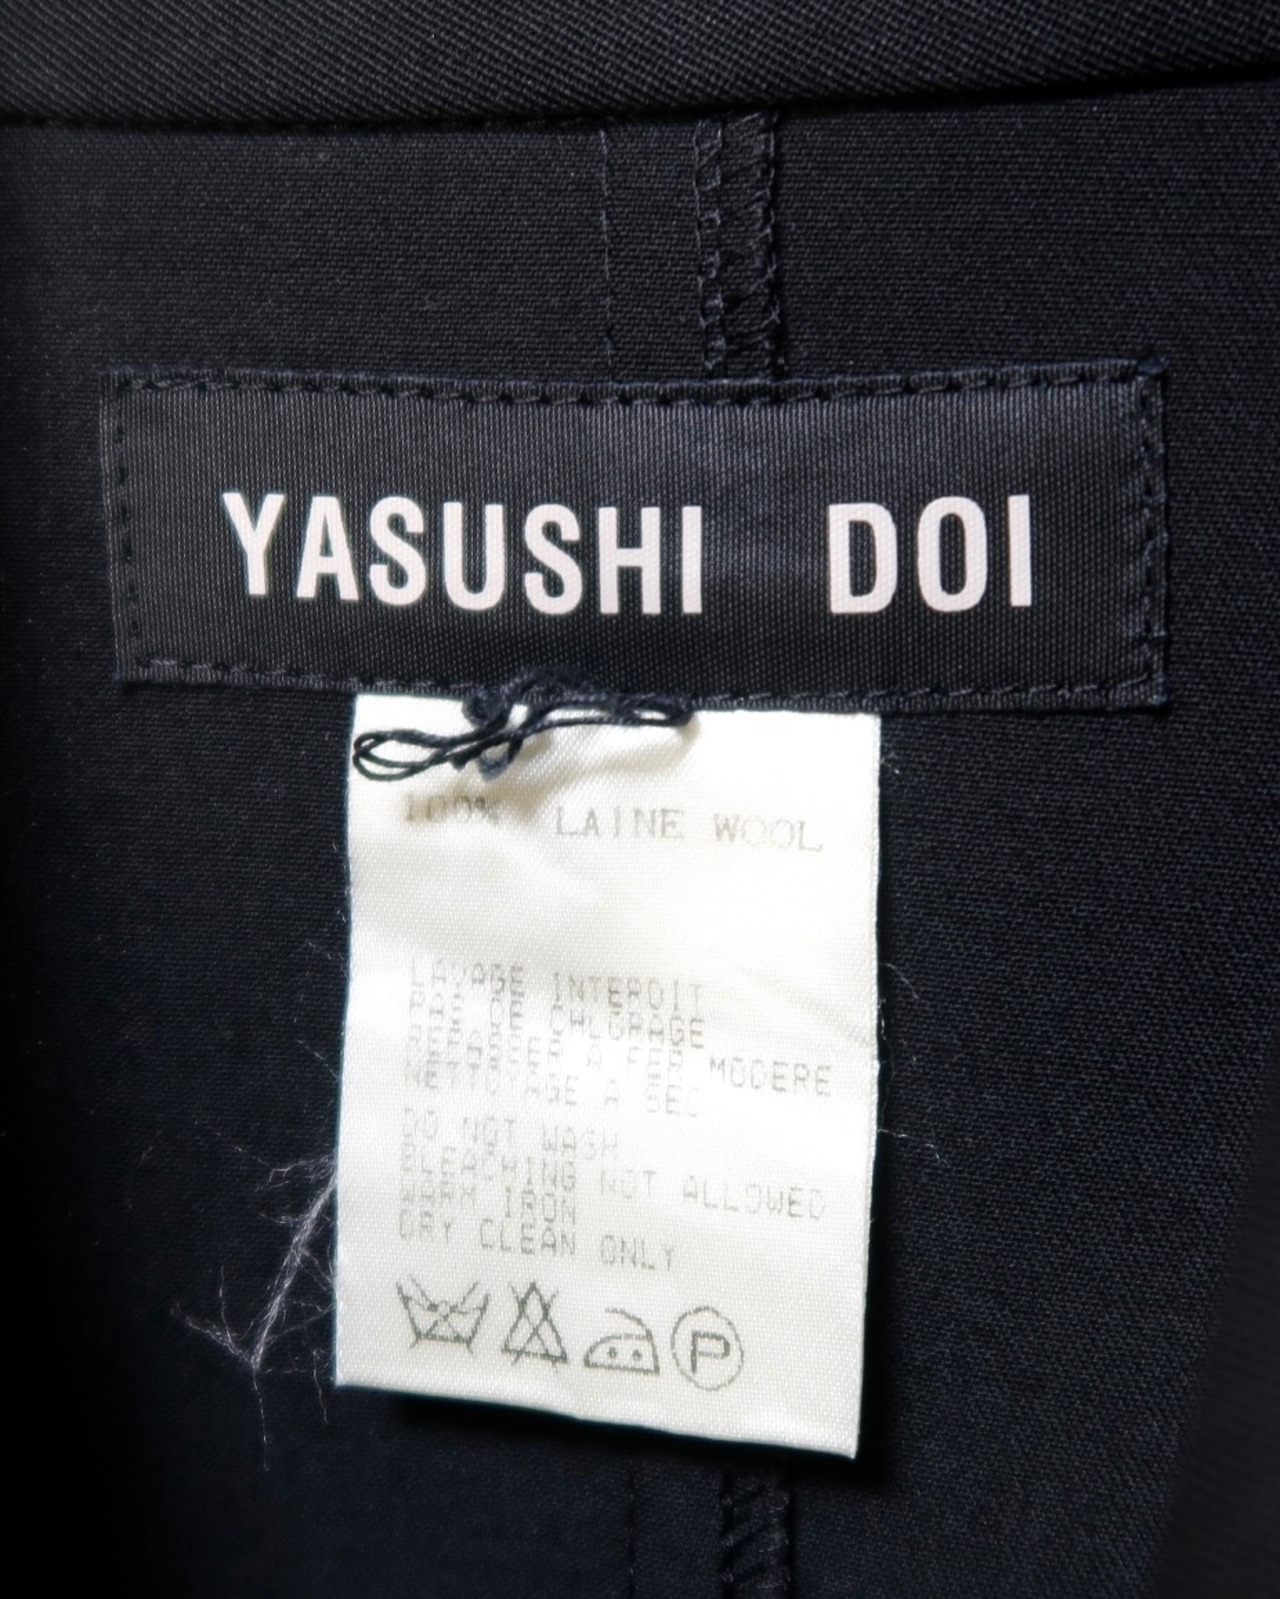 YASUSHI DOI
100% LAINE WOOL
LAVAGE INTERDIT
PAS DE CHLORAGE
REPASSER A FER MODERE
NETTOYAGE A SEC
DO NOT WASH
BLEACHING NOT ALLOWED
WARM IRON
DRY CLEAN ONLY
P